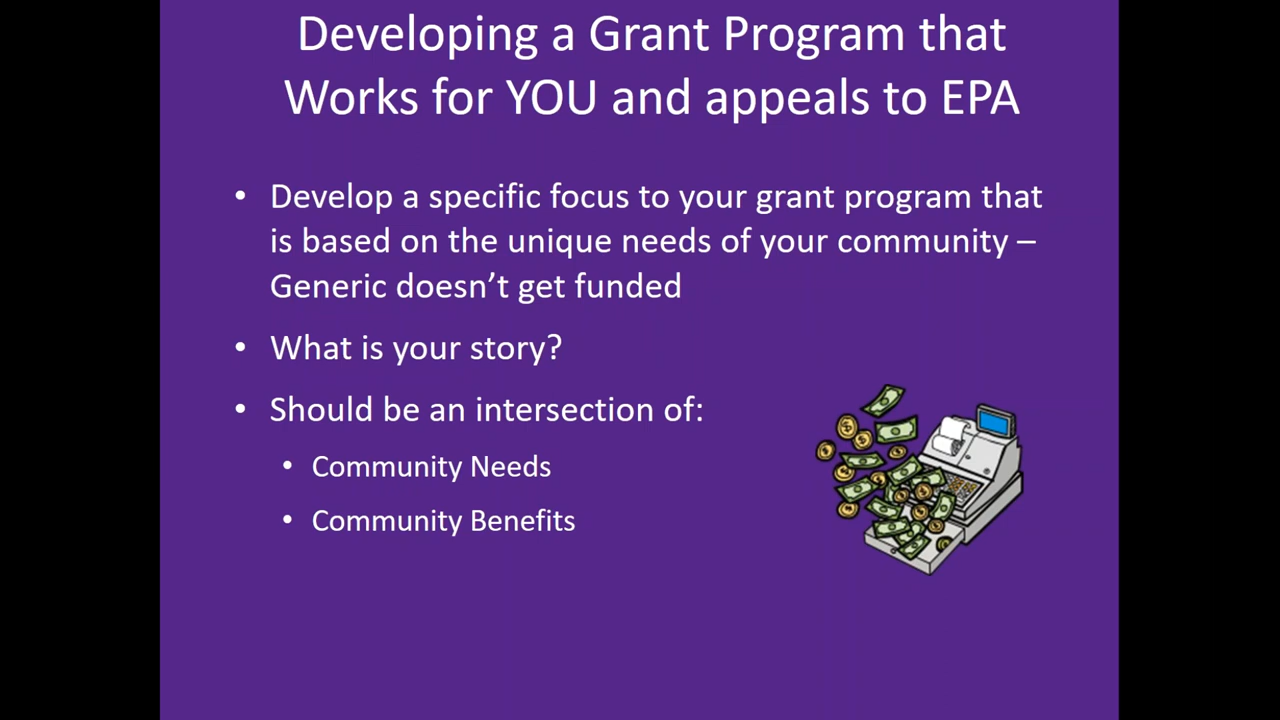 Developing a Grant Program that
Works for YOU and appeals to EPA
• Develop a specific focus to your grant program that
is based on the unique needs of your community –
Generic doesn't get funded
• What is your story?
• Should be an intersection of:
• Community Needs
• Community Benefits